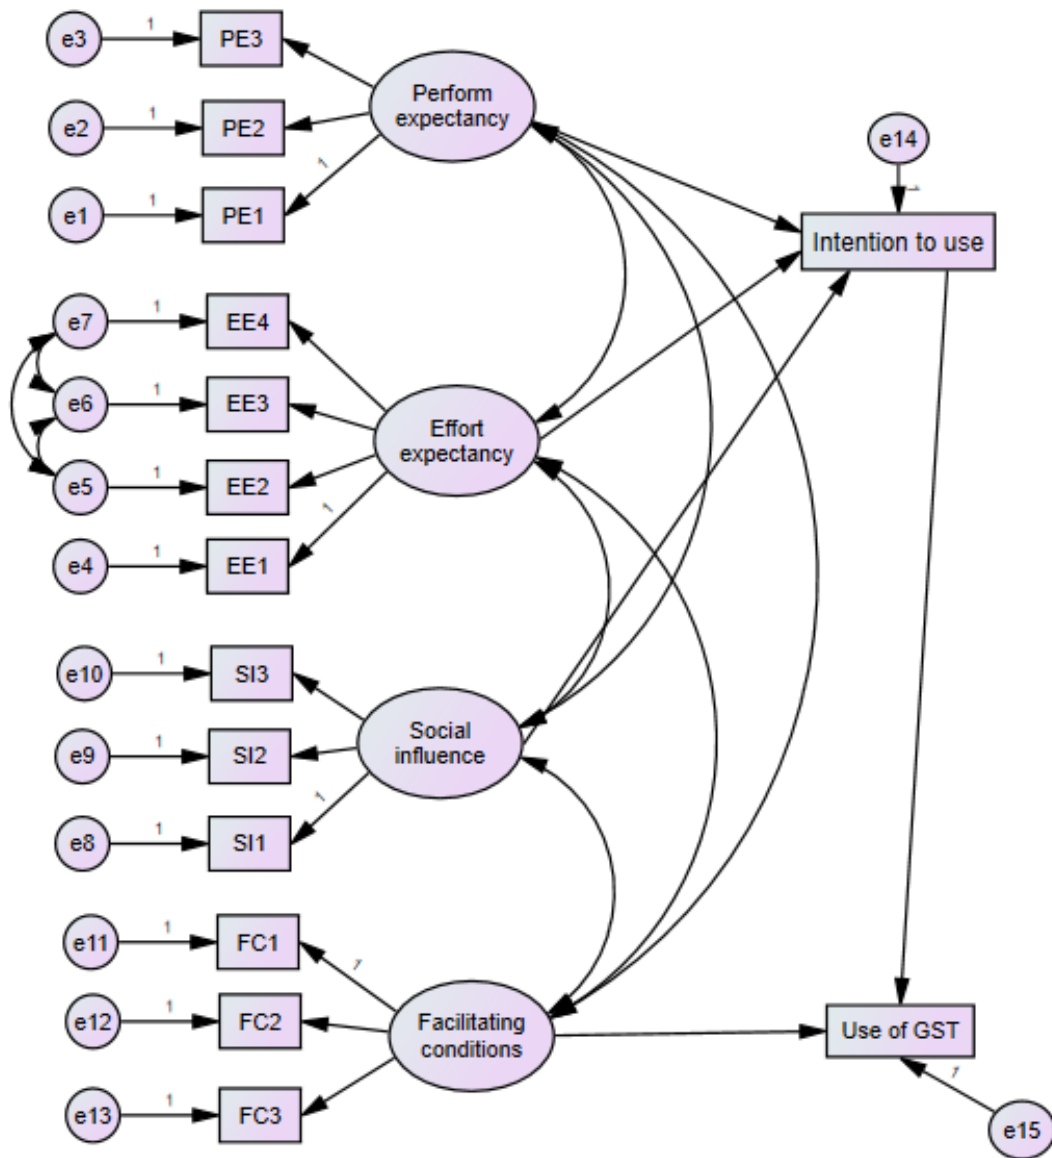 e3
1
PE3
Perform
expectancy
e2
1
PE2
e14
1
e1
1
PE1
1
Intention to use
e7
1
EE4
e6
1
EE3
Effort
expectancy
e5
1
EE2
1
e4
1
EE1
e10
1
SI3
Social
influence
e9
1
SI2
1
e8
1
SI1
e11
1
FC1
1
e12
1
FC2
Facilitating
conditions
Use of GST
1
e13
1
FC3
e15